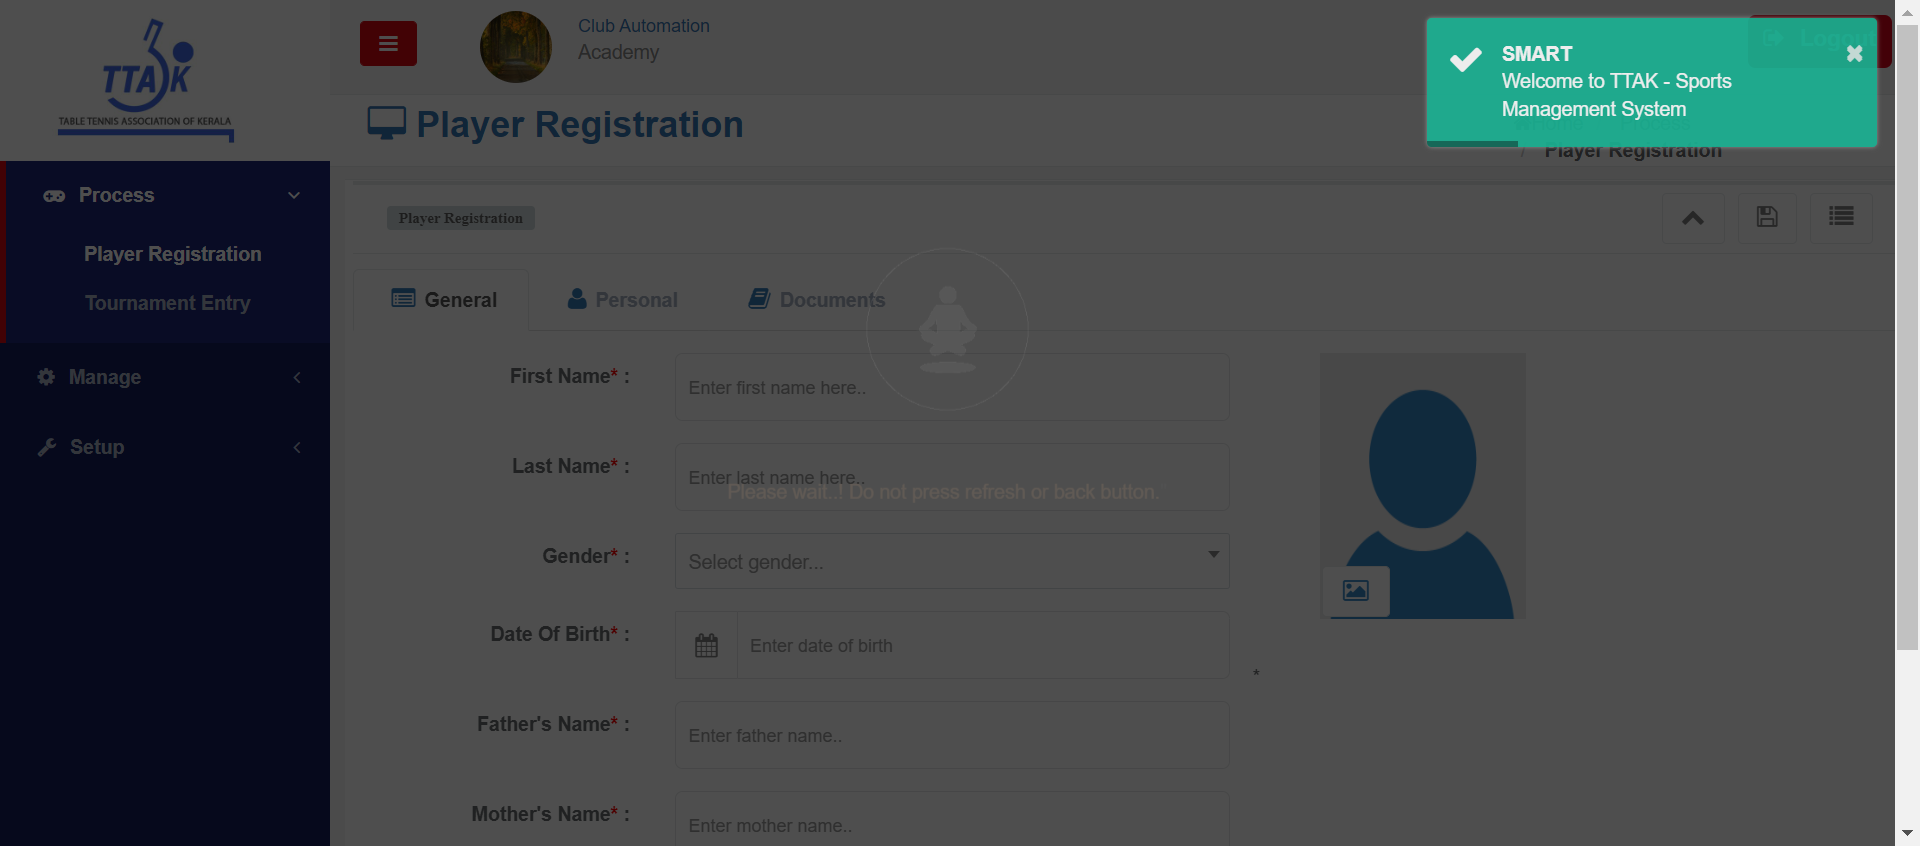 TTAK
TABLE TENNIS ASSOCIATION OF KERALA
Process
Player Registration
Tournament Entry
Manage
Setup
Club Automation
Academy
Logout
SMART
Welcome to TTAK - Sports
Management System
Player Registration
/ Player Registration
Player Registration
General
Personal
Documents
First Name* :
Enter first name here..
Last Name* :
Enter last name here..
Please wait..! Do not press refresh or back button.
Gender* :
Select gender...
Date Of Birth* :
Enter date of birth
*
Father's Name* :
Enter father name..
Mother's Name* :
Enter mother name..